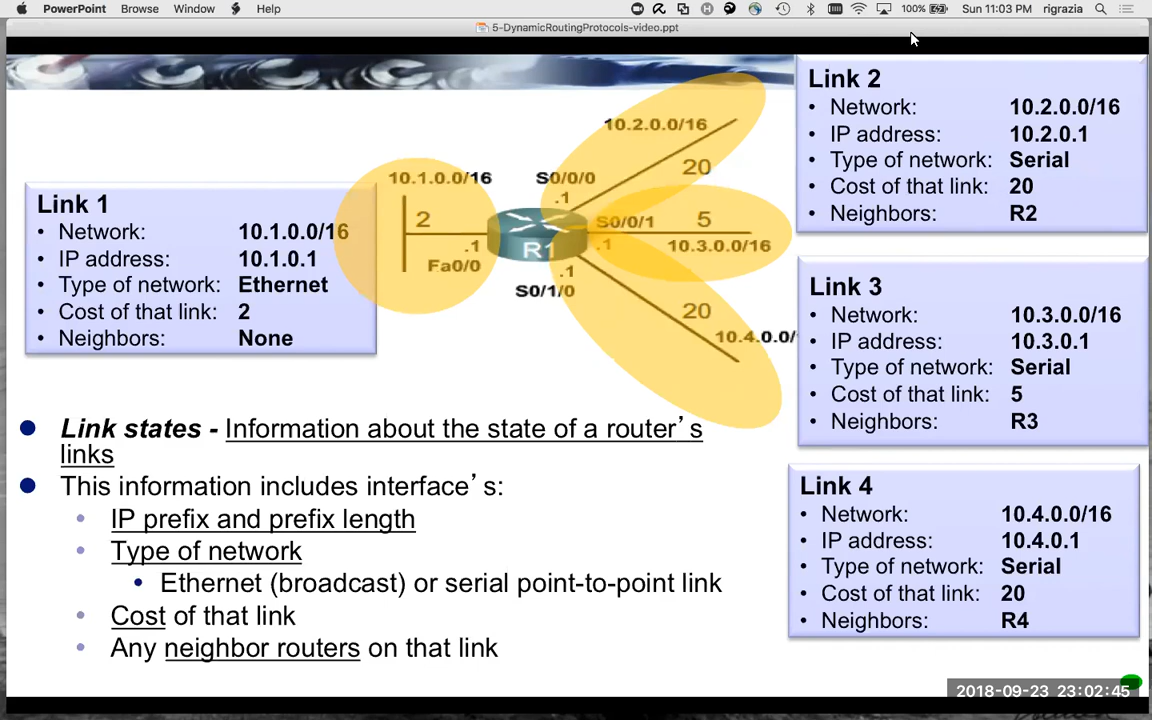 PowerPoint Browse Window Help 100% Sun 11:03 PM rigrazia
5-DynamicRoutingProtocols-video.ppt
Link 1
• Network: 10.1.0.0/16
• IP address: 10.1.0.1
• Type of network: Ethernet
• Cost of that link: 2
• Neighbors: None
10.1.0.0/16
2
.1
Fa0/0
R1
S0/0/0
.1
10.2.0.0/16
20
S0/0/1
.1
5
10.3.0.0/16
.1
S0/1/0
20
10.4.0.0/
Link 2
• Network: 10.2.0.0/16
• IP address: 10.2.0.1
• Type of network: Serial
• Cost of that link: 20
• Neighbors: R2
Link 3
• Network: 10.3.0.0/16
• IP address: 10.3.0.1
• Type of network: Serial
• Cost of that link: 5
• Neighbors: R3
Link 4
• Network: 10.4.0.0/16
• IP address: 10.4.0.1
• Type of network: Serial
• Cost of that link: 20
• Neighbors: R4
● Link states - Information about the state of a router’s
links
● This information includes interface’s:
• IP prefix and prefix length
• Type of network
• Ethernet (broadcast) or serial point-to-point link
• Cost of that link
• Any neighbor routers on that link
2018-09-23 23:02:45